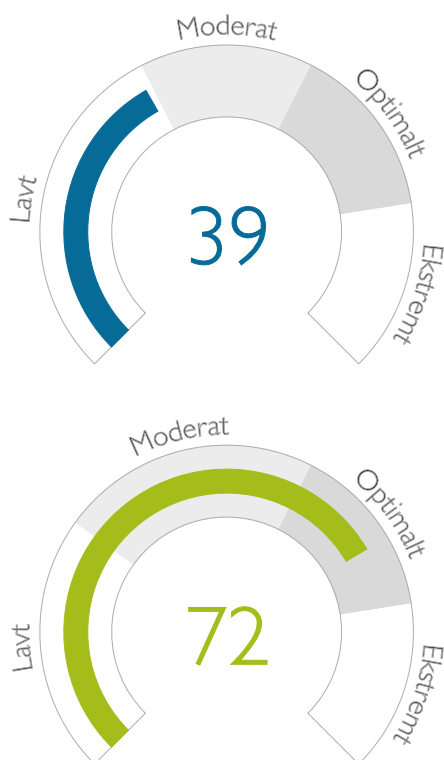 Moderat
Optimalt
Lavt
39
Ekstremt
Moderat
Optimalt
Lavt
72
Ekstremt